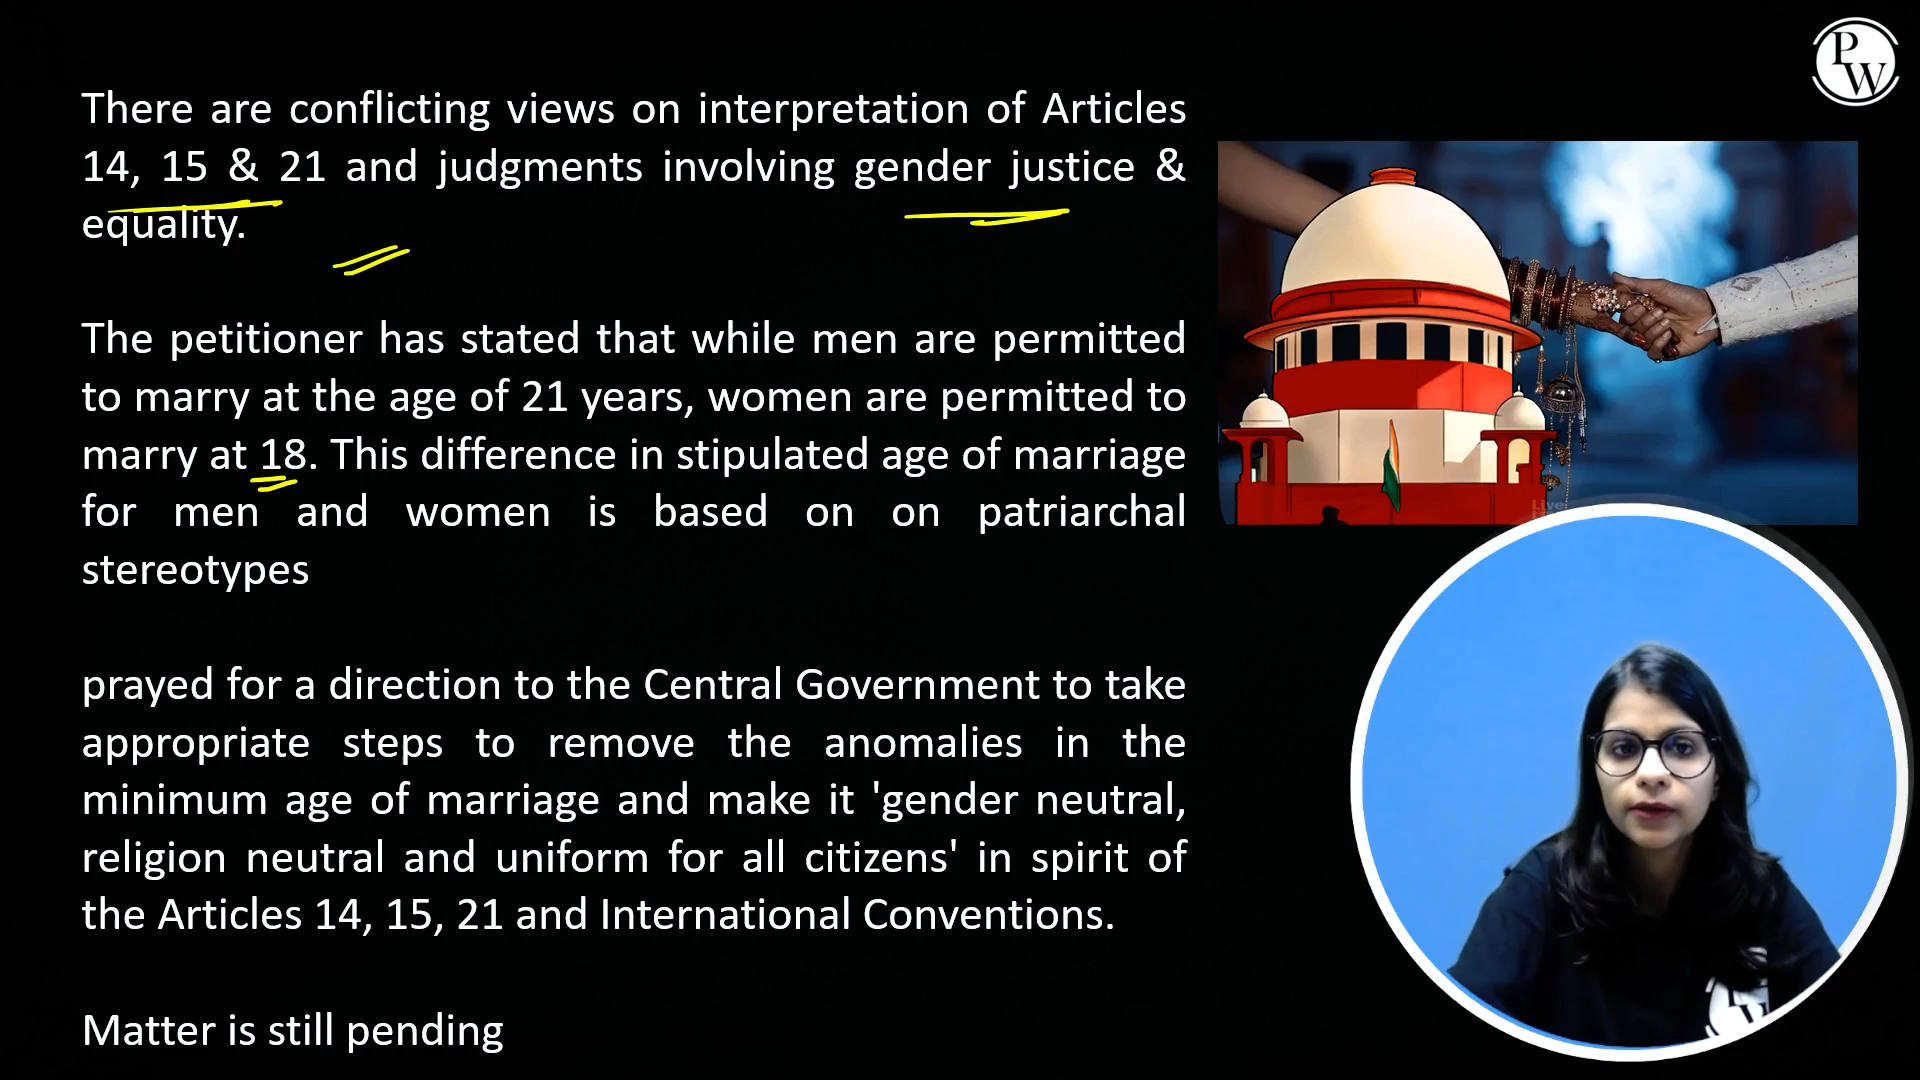 There are conflicting views on interpretation of Articles
14, 15 & 21 and judgments involving gender justice &
equality.
The petitioner has stated that while men are permitted
to marry at the age of 21 years, women are permitted to
marry at 18. This difference in stipulated age of marriage
for men and women is based on on patriarchal
stereotypes
prayed for a direction to the Central Government to take
appropriate steps to remove the anomalies in the
minimum age of marriage and make it 'gender neutral,
religion neutral and uniform for all citizens' in spirit of
the Articles 14, 15, 21 and International Conventions.
Matter is still pending
PW